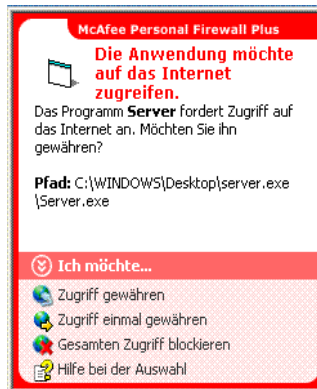 McAfee Personal Firewall Plus
Die Anwendung möchte
auf das Internet
zugreifen.
Das Programm Server fordert Zugriff auf
das Internet an. Möchten Sie ihn
gewähren?
Pfad: C:\WINDOWS\Desktop\server.exe
\Server.exe
Ich möchte...
Zugriff gewähren
Zugriff einmal gewähren
Gesamten Zugriff blockieren
Hilfe bei der Auswahl